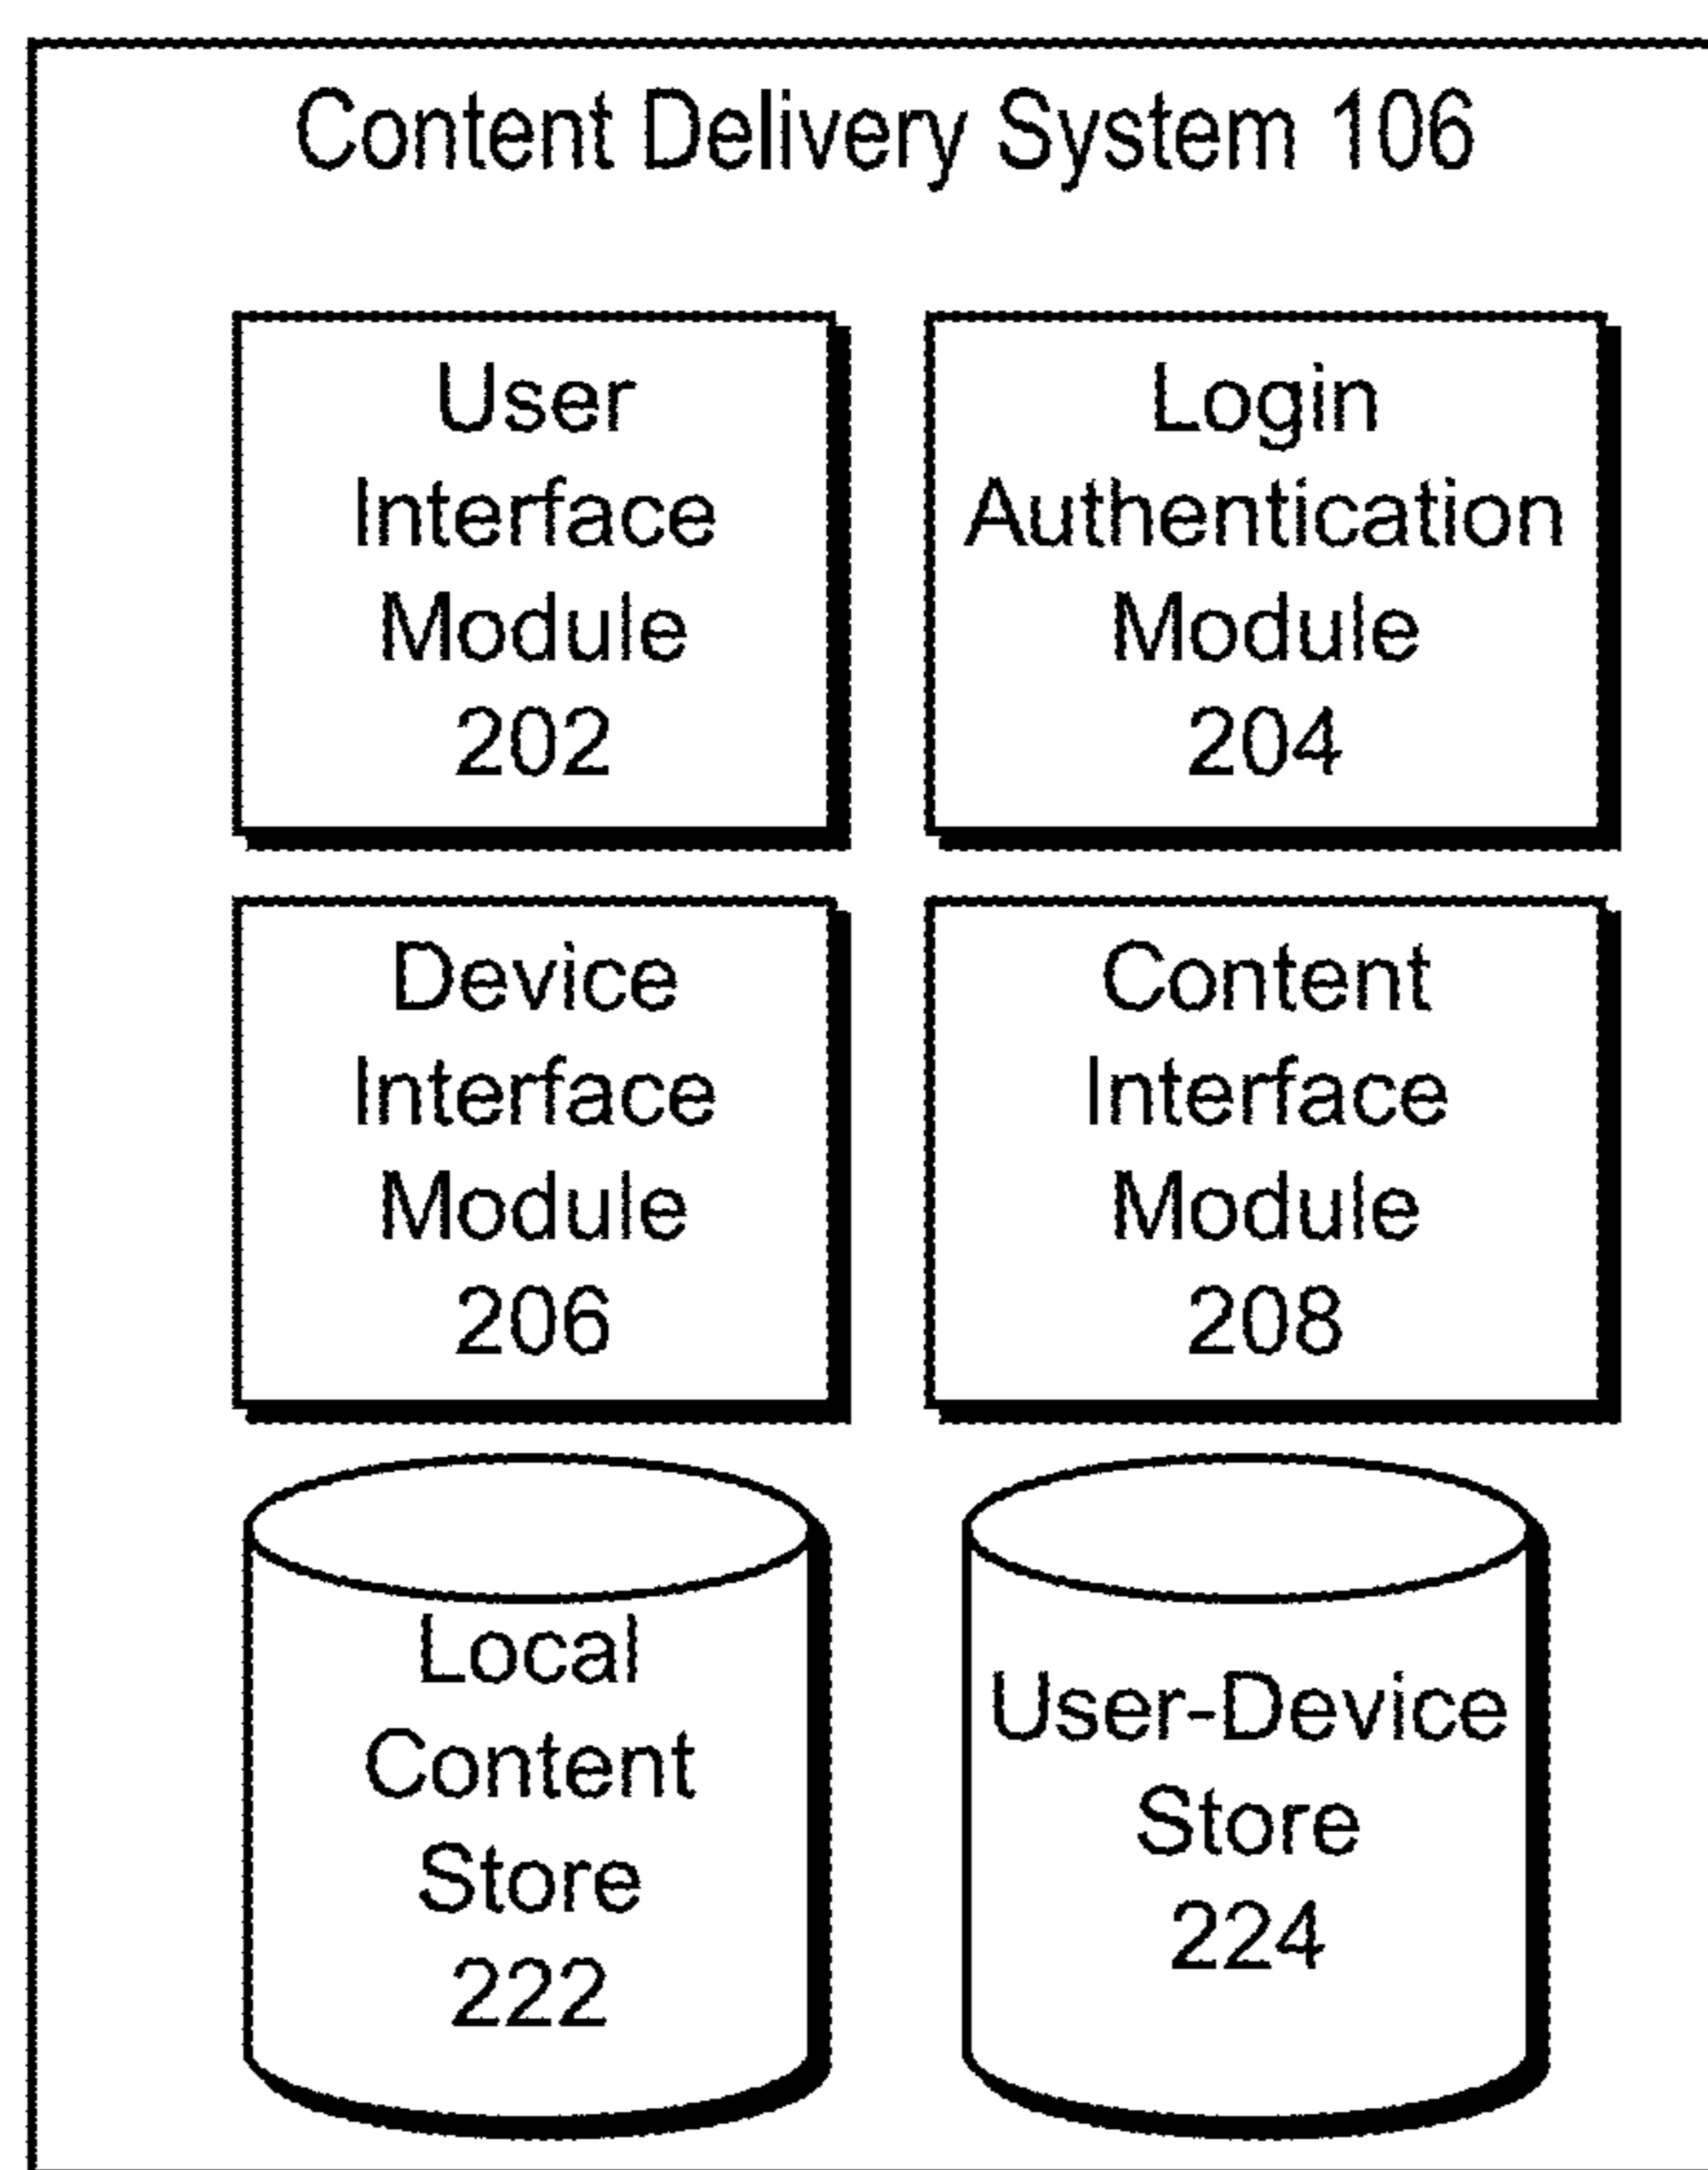 Content Delivery System 106
User
Interface
Module
202
Login
Authentication
Module
204
Device
Interface
Module
206
Content
Interface
Module
208
Local
Content
Store
222
User-Device
Store
224